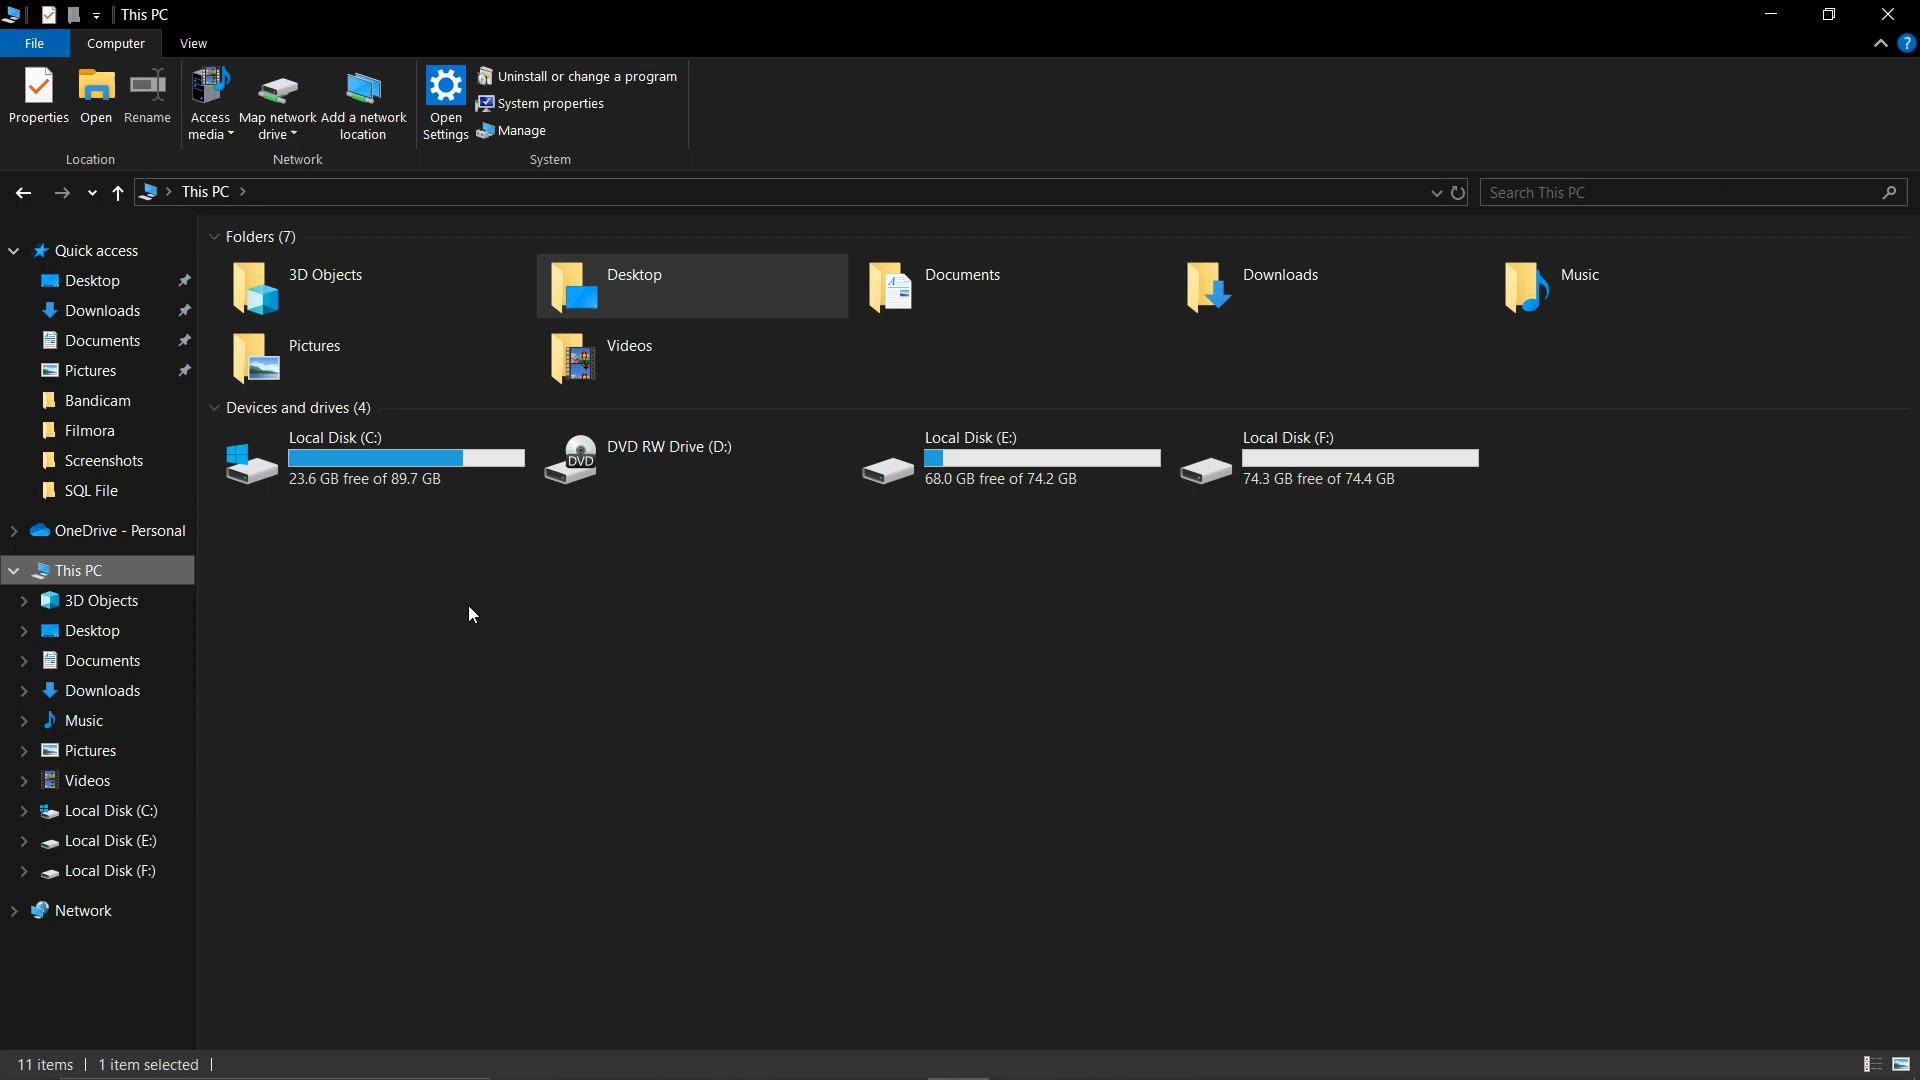 This PC
File
Computer
View
Properties
Open
Rename
Access
media
Map network
drive
Add a network
location
Open
Settings
Uninstall or change a program
System properties
Manage
Location
Network
System
This PC
Search This PC
Quick access
Desktop
Downloads
Documents
Pictures
Bandicam
Filmora
Screenshots
SQL File
OneDrive - Personal
This PC
3D Objects
Desktop
Documents
Downloads
Music
Pictures
Videos
Local Disk (C:)
Local Disk (E:)
Local Disk (F:)
Network
Folders (7)
3D Objects
Desktop
Documents
Downloads
Music
Pictures
Videos
Devices and drives (4)
Local Disk (C:)
23.6 GB free of 89.7 GB
DVD
DVD RW Drive (D:)
Local Disk (E:)
68.0 GB free of 74.2 GB
Local Disk (F:)
74.3 GB free of 74.4 GB
11 items
1 item selected